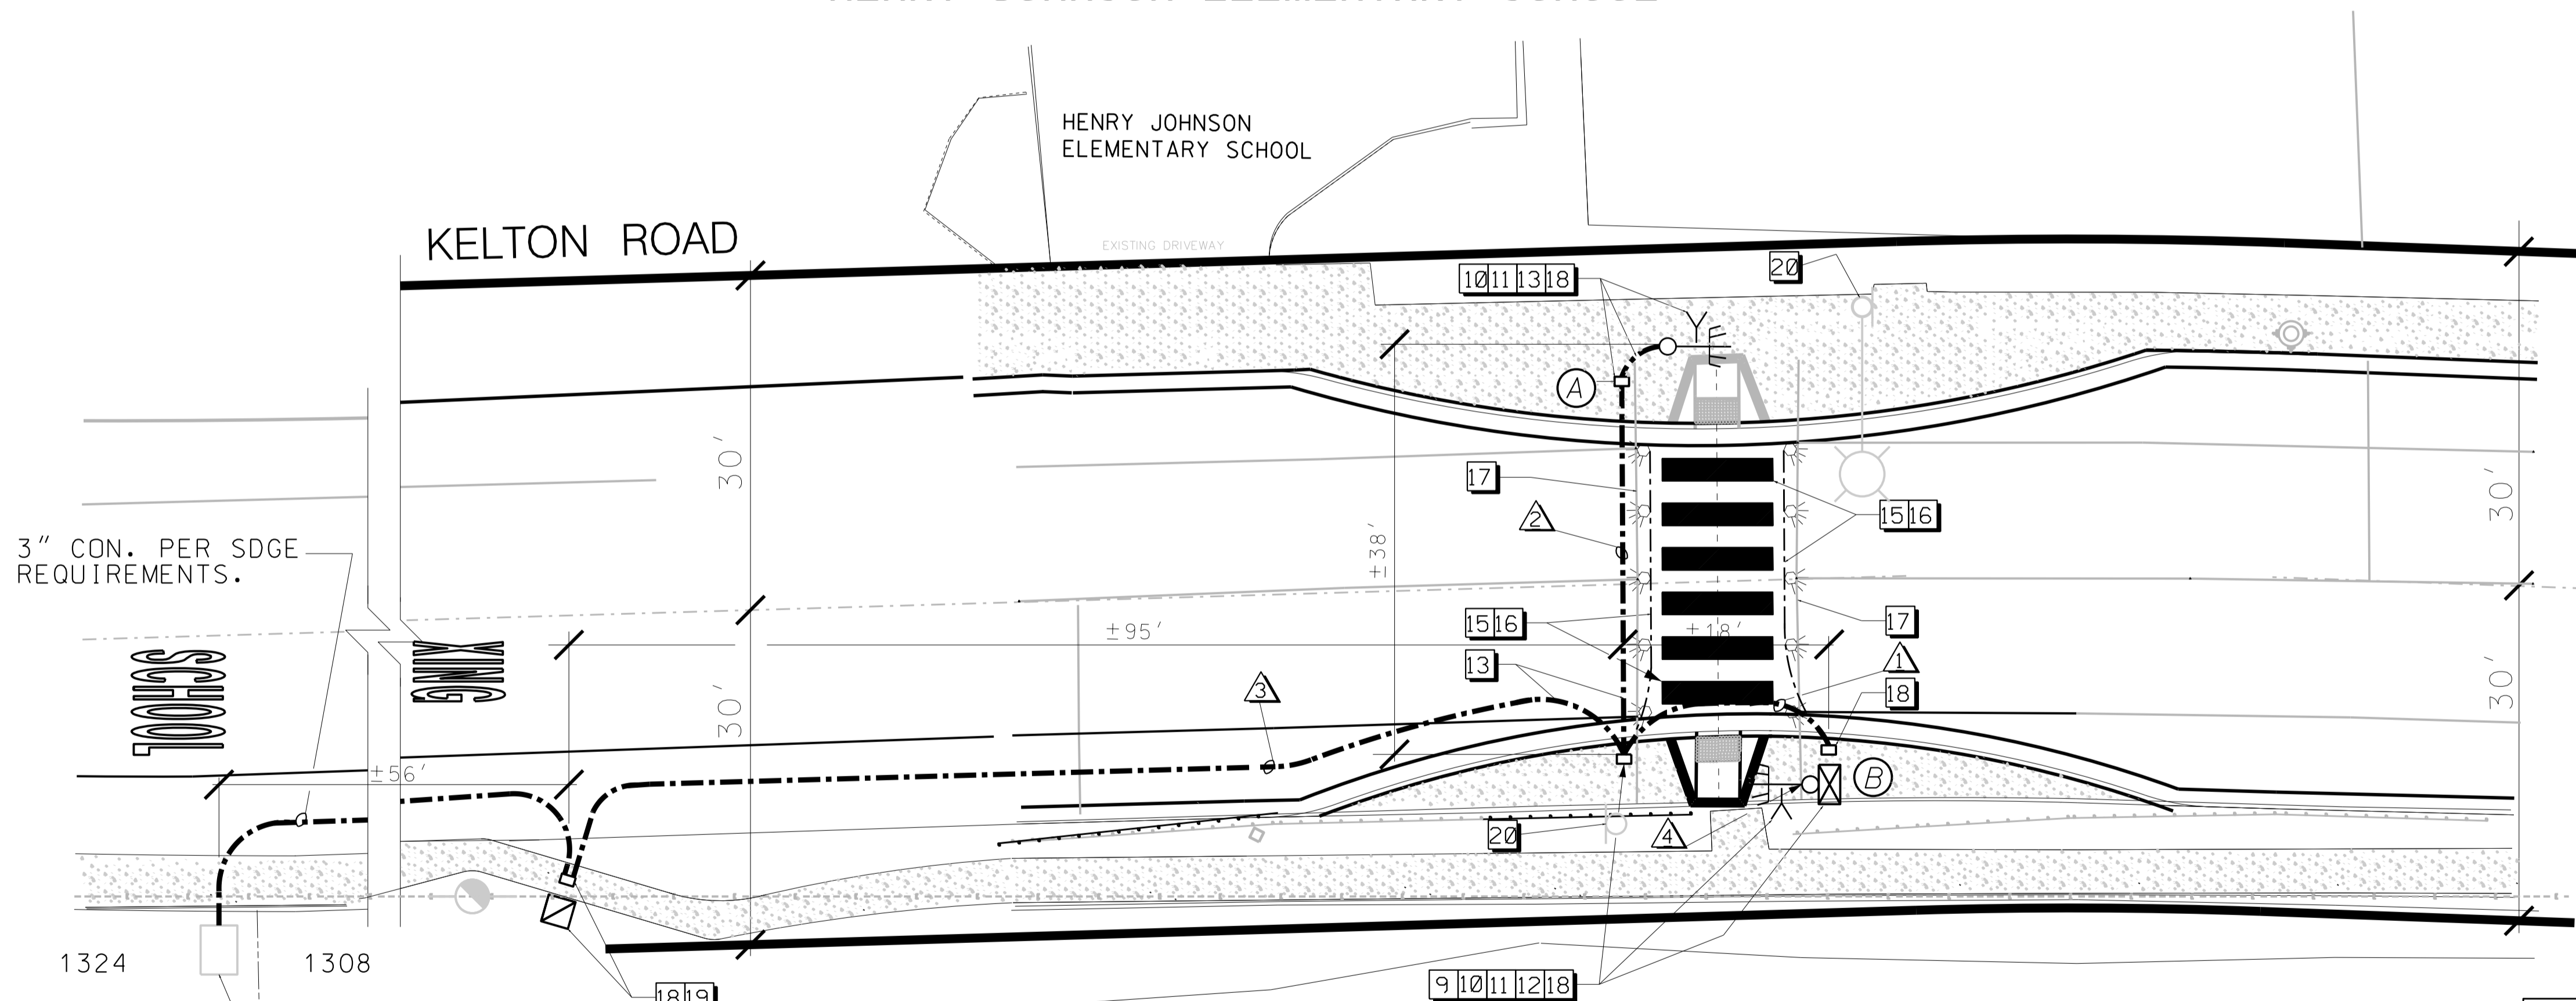 HENRY JOHNSON
ELEMENTARY SCHOOL
KELTON ROAD
EXISTING DRIVEWAY
10 11 13 18
20
A
30'
17
30'
2
15 16
±38'
3" CON. PER SDGE
REQUIREMENTS.
15 16
±95'
±18'
17
13
1
SCHOOL
XING
3
18
30'
30'
±56'
B
20
4
1324
1308
9 10 11 12 18
18 19